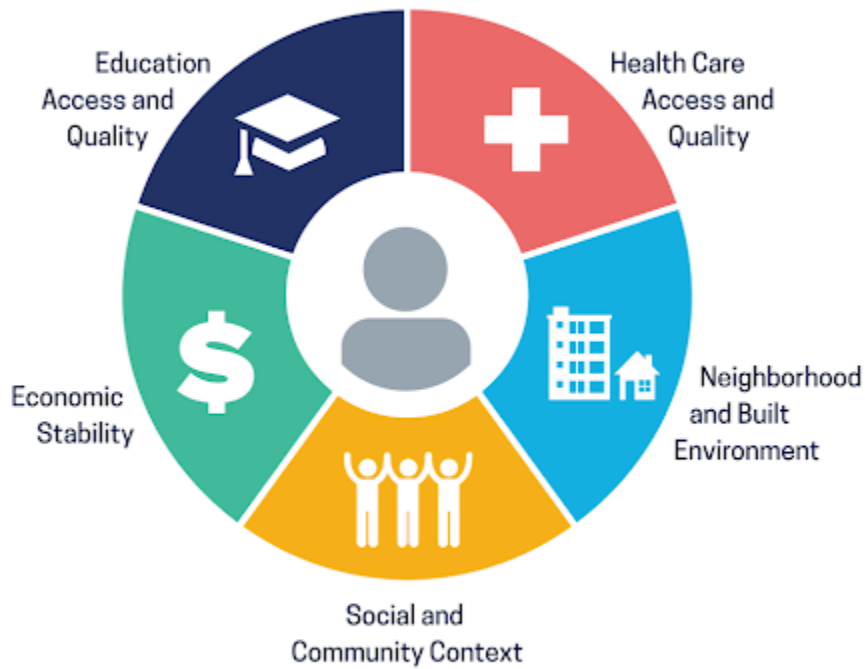 Education
Access and
Quality
Health Care
Access and
Quality
Economic
Stability
Neighborhood
and Built
Environment
Social and
Community Context